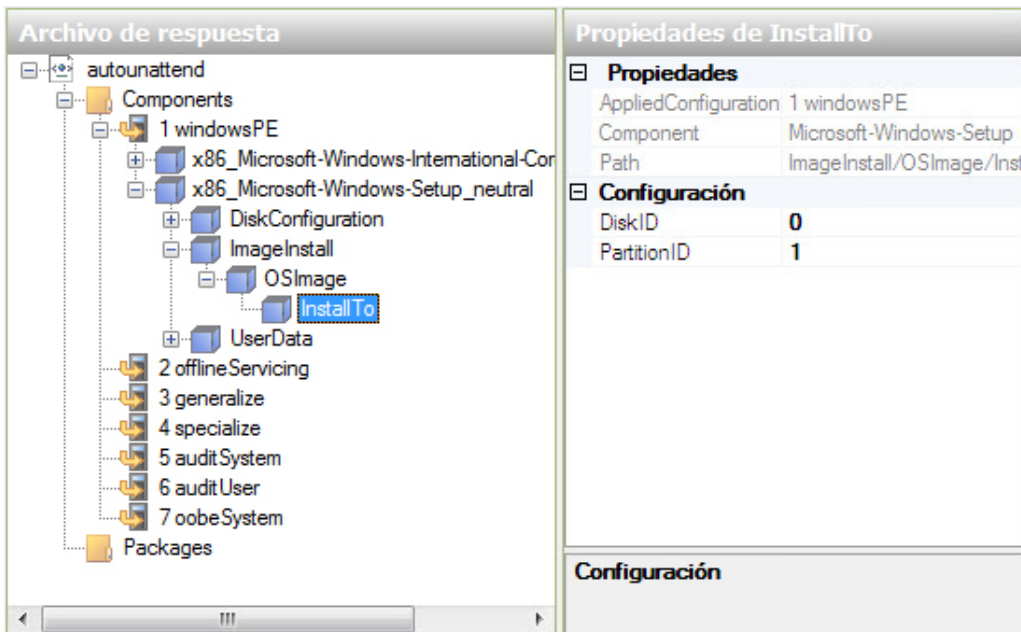 Archivo de respuesta
autounattend
Components
1 windowsPE
x86_Microsoft-Windows-International-Cor
x86_Microsoft-Windows-Setup_neutral
DiskConfiguration
ImageInstall
OSImage
InstallTo
UserData
2 offlineServicing
3 generalize
4 specialize
5 auditSystem
6 auditUser
7 oobeSystem
Packages
Propiedades de InstallTo
Propiedades
AppliedConfiguration 1 windowsPE
Component Microsoft-Windows-Setup
Path ImageInstall/OSImage/Inst
Configuración
DiskID 0
PartitionID 1
Configuración